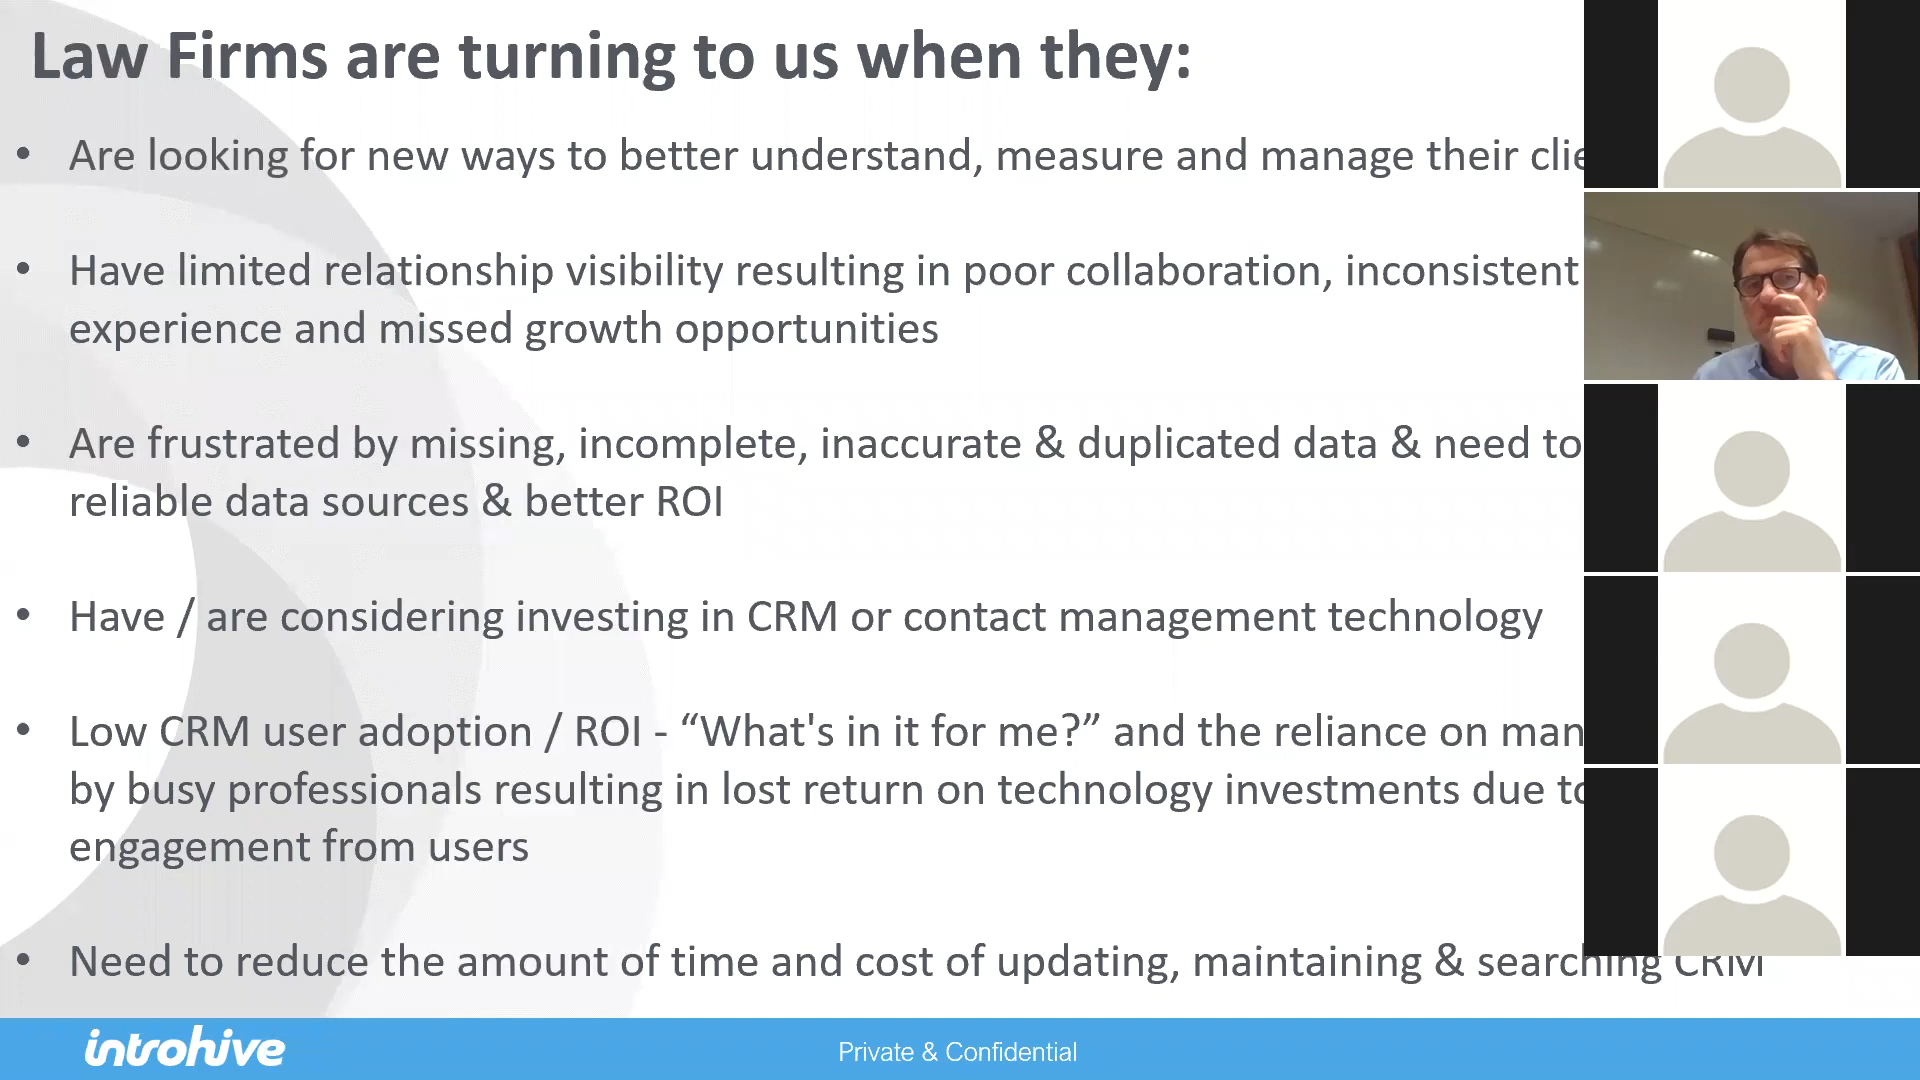 Law Firms are turning to us when they:
• Are looking for new ways to better understand, measure and manage their
• Have limited relationship visibility resulting in poor collaboration, inconsistent
experience and missed growth opportunities
• Are frustrated by missing, incomplete, inaccurate & duplicated data & need to
reliable data sources & better ROI
• Have / are considering investing in CRM or contact management technology
• Low CRM user adoption / ROI - “What's in it for me?” and the reliance on
by busy professionals resulting in lost return on technology investments due to
engagement from users
• Need to reduce the amount of time and cost of updating, maintaining & searching CRM
introhive
Private & Confidential